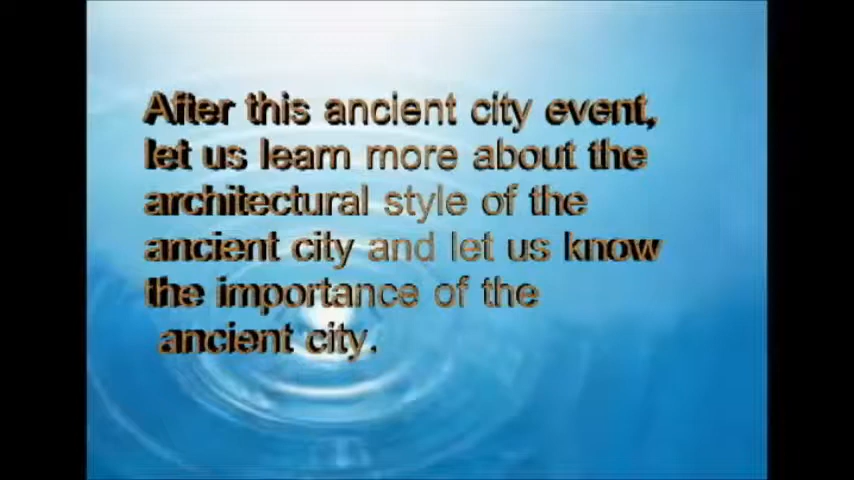 After this ancient city event,
let us learn more about the
architectural style of the
ancient city and let us know
the importance of the
ancient city.